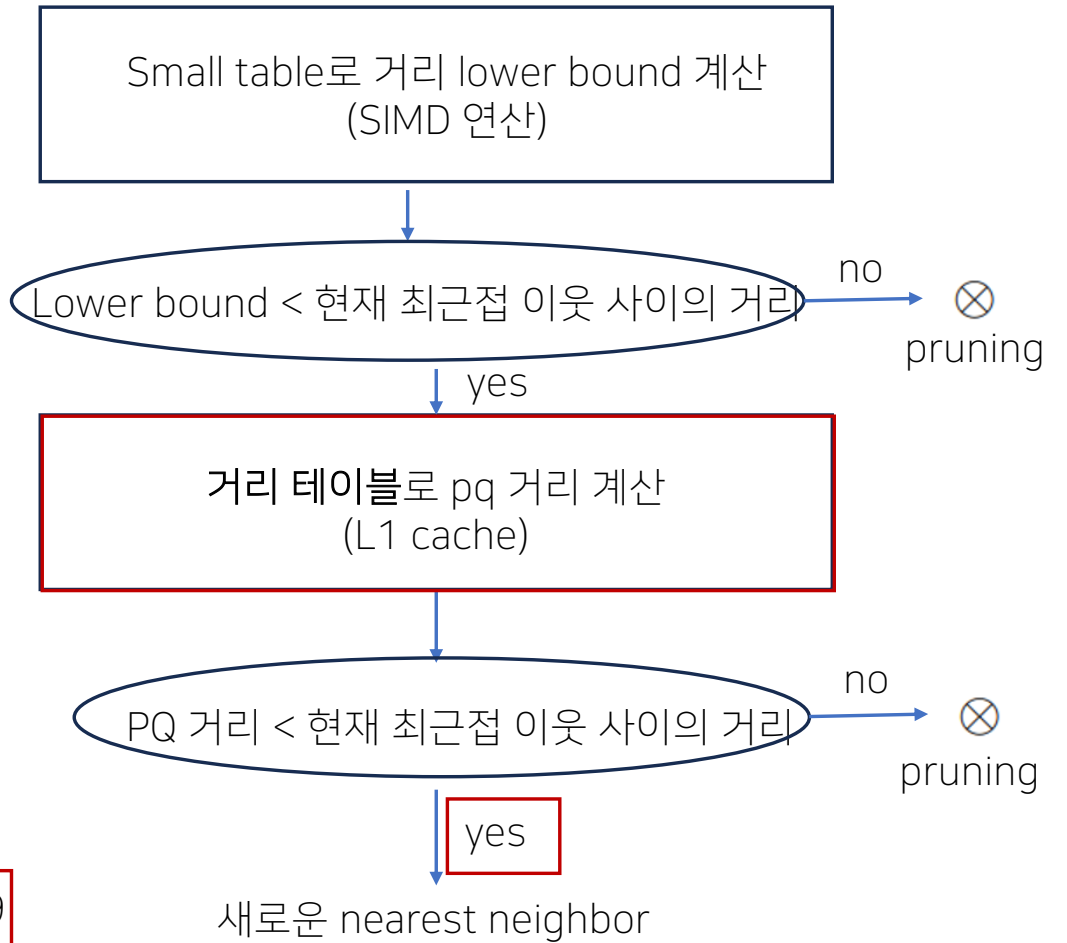 Small table로 거리 lower bound 계산
(SIMD 연산)
Lower bound < 현재 최근접 이웃 사이의 거리
no
pruning
yes
거리 테이블로 pq 거리 계산
(L1 cache)
PQ 거리 < 현재 최근접 이웃 사이의 거리
no
pruning
yes
새로운 nearest neighbor